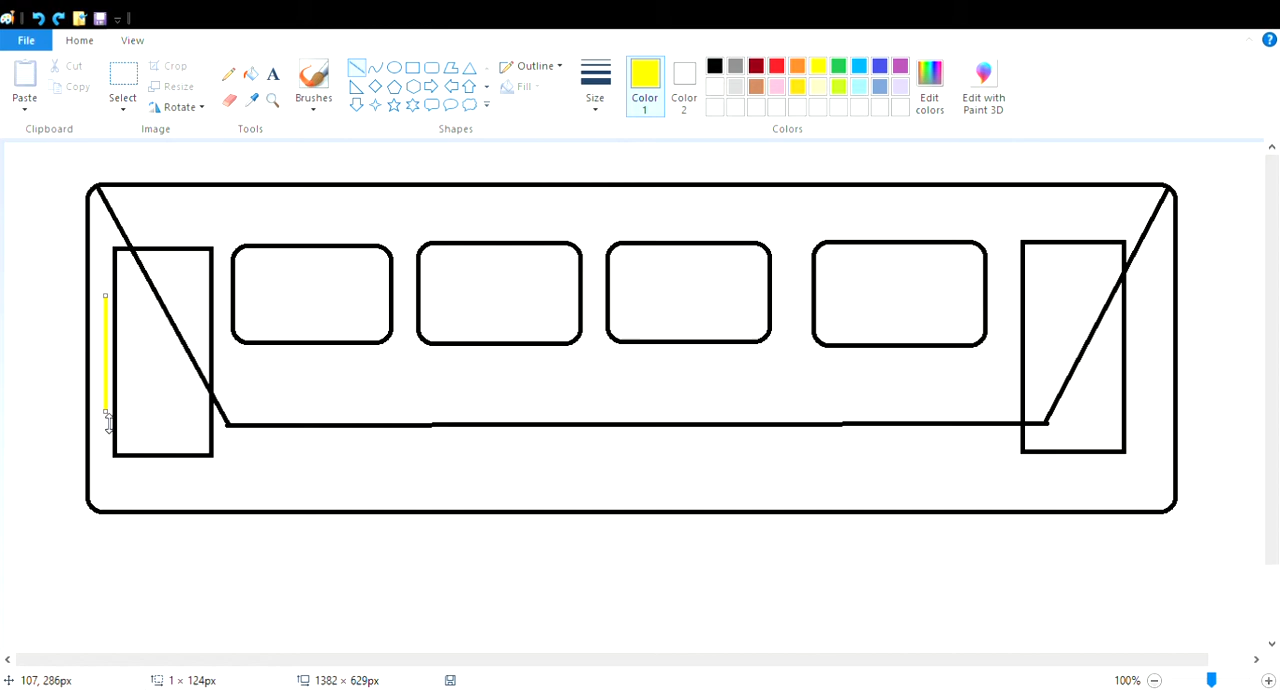 File Home View
Paste
Cut
Copy
Clipboard
Select
Crop
Resize
Rotate
Image
A
Tools
Brushes
Shapes
Outline
Fill
Size
Color
1
Color
2
Edit
colors
Colors
Edit with
Paint 3D
?
107, 286px 1 × 124px 1382 × 629px 100%